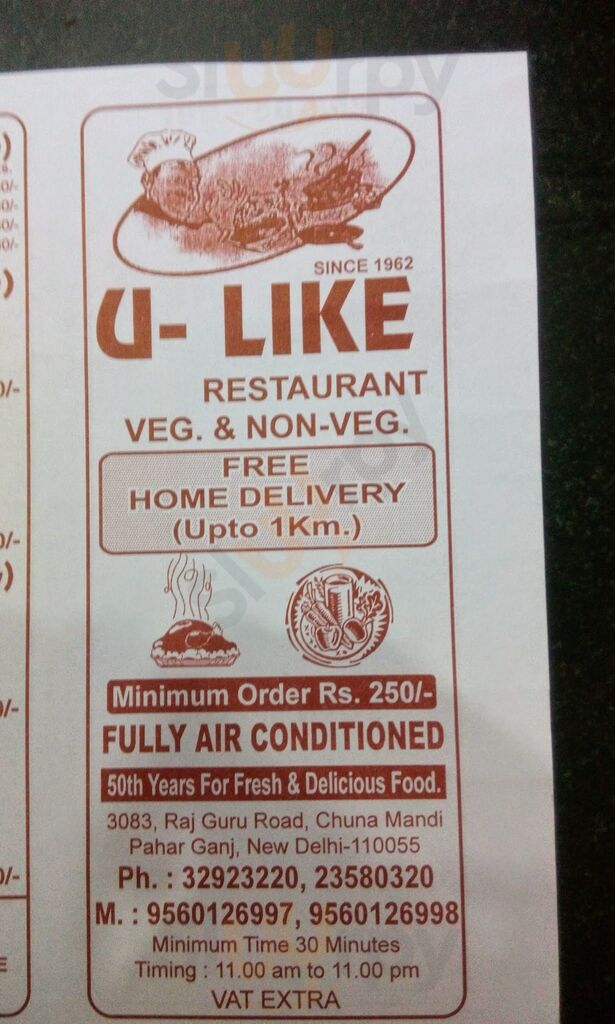 SINCE 1962
U- LIKE
RESTAURANT
VEG. & NON-VEG.
FREE
HOME DELIVERY
(Upto 1Km.)
Minimum Order Rs. 250/-
FULLY AIR CONDITIONED
50th Years For Fresh & Delicious Food.
3083, Raj Guru Road, Chuna Mandi
Pahar Ganj, New Delhi-110055
Ph. : 32923220, 23580320
M. : 9560126997, 9560126998
Minimum Time 30 Minutes
Timing : 11.00 am to 11.00 pm
VAT EXTRA